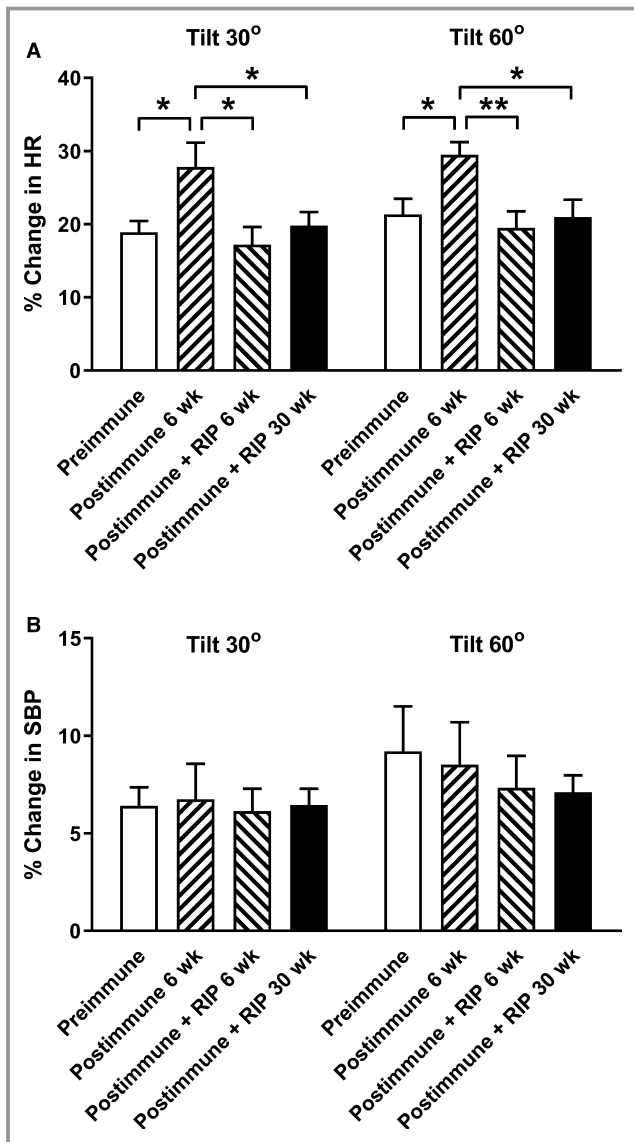 A
Tilt 30°
Tilt 60°
% Change in HR
40
30
20
10
0
*
*
*
*
**
*
Preimmune
Postimmune 6 wk
Postimmune + RIP 6 wk
Postimmune + RIP 30 wk
Preimmune
Postimmune 6 wk
Postimmune + RIP 6 wk
Postimmune + RIP 30 wk
B
Tilt 30°
Tilt 60°
% Change in SBP
15
10
5
0
Preimmune
Postimmune 6 wk
Postimmune + RIP 6 wk
Postimmune + RIP 30 wk
Preimmune
Postimmune 6 wk
Postimmune + RIP 6 wk
Postimmune + RIP 30 wk